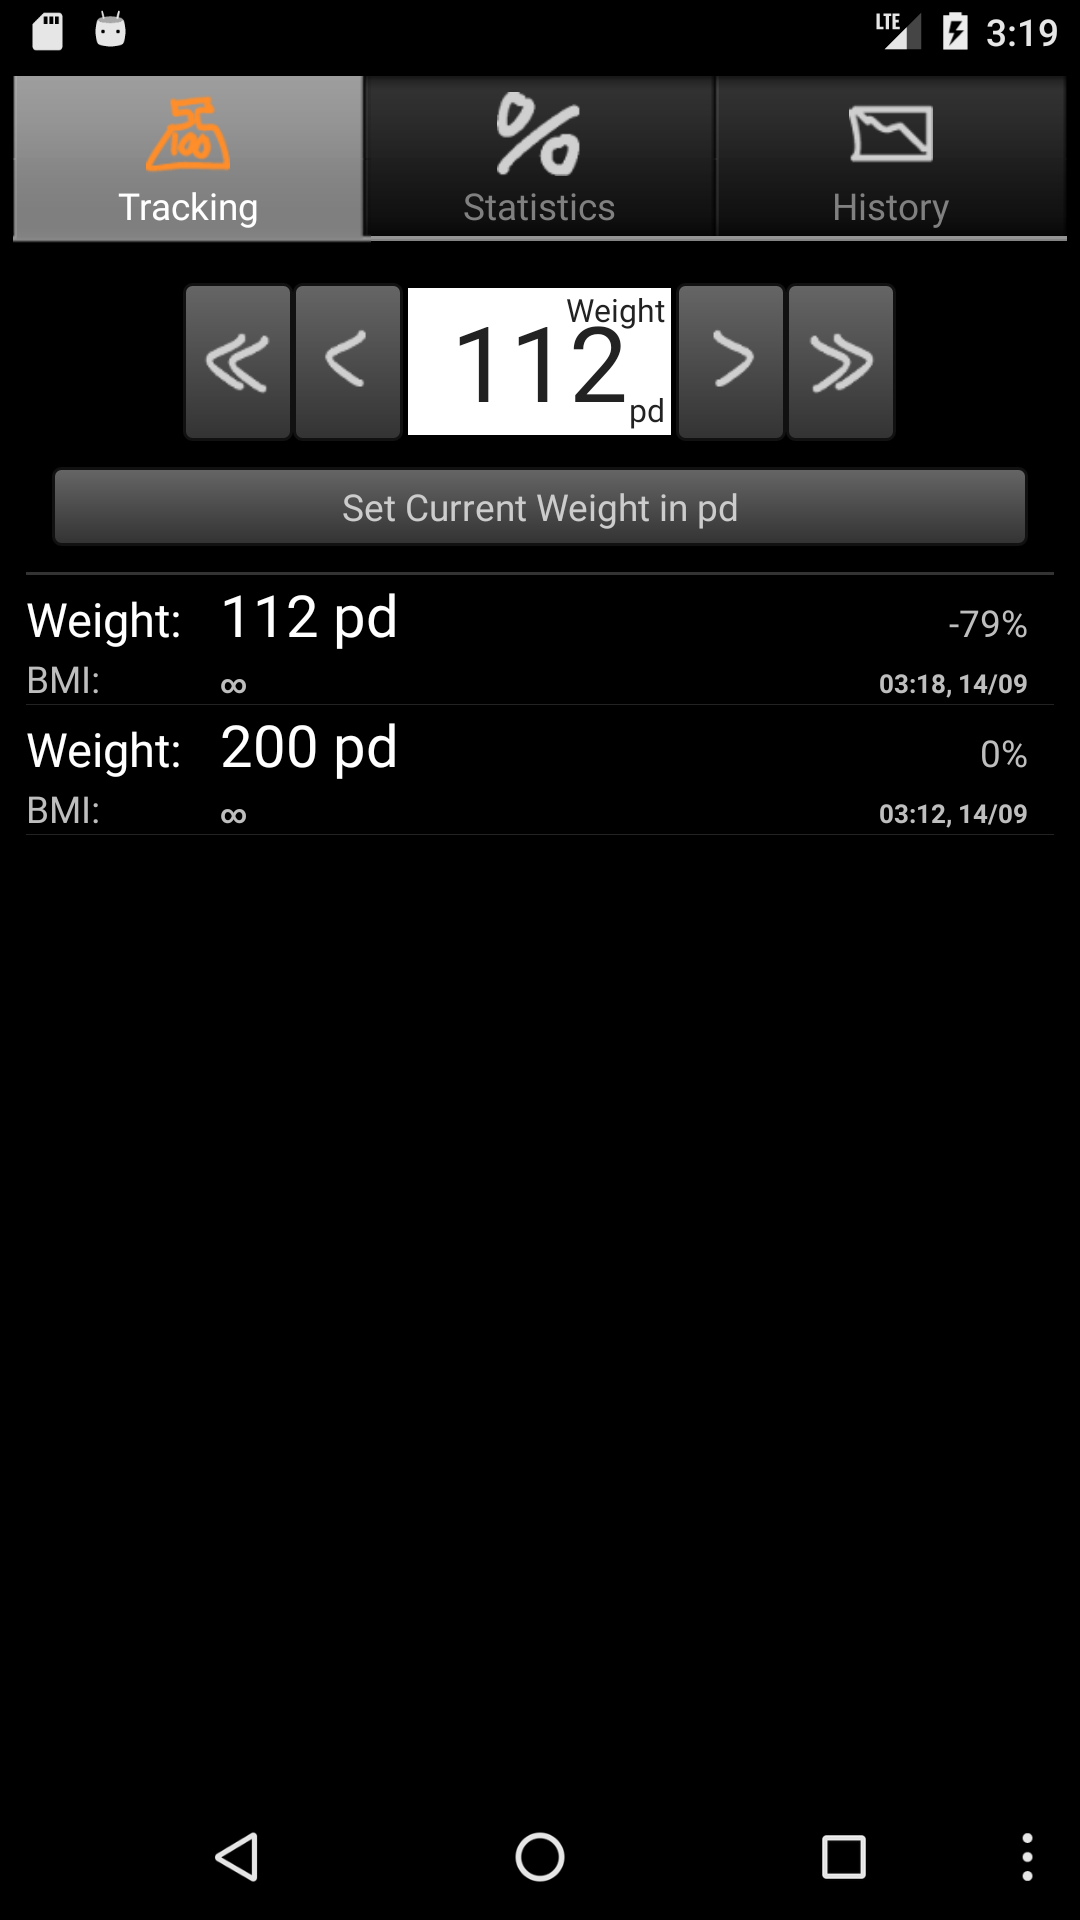 LTE 3:19
100
Tracking
%
Statistics
History
Weight
112
pd
Set Current Weight in pd
Weight: 112 pd -79%
BMI: ∞ 03:18, 14/09
Weight: 200 pd 0%
BMI: ∞ 03:12, 14/09